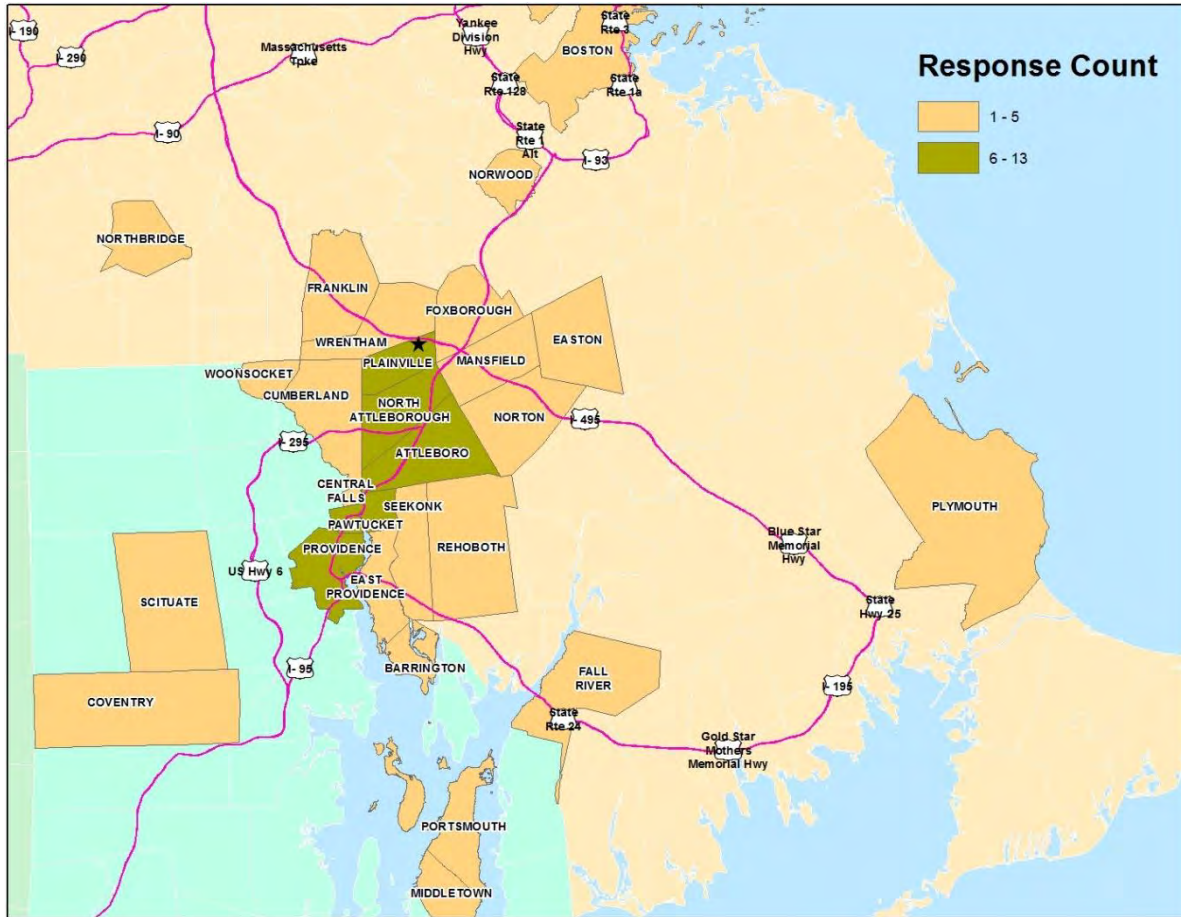 I- 190
I- 290
Massachusetts
Tpke
Yankee
Division
Hwy
State
Rte 3
BOSTON
State
Rte 128
State
Rte 1a
I- 90
State
Rte 1
Alt
I- 93
NORWOOD
Response Count
1 - 5
6 - 13
NORTHBRIDGE
FRANKLIN
FOXBOROUGH
WRENTHAM
EASTON
PLAINVILLE
MANSFIELD
WOONSOCKET
CUMBERLAND
NORTH
ATTLEBOROUGH
NORTON
I- 495
I- 295
ATTLEBORO
CENTRAL
FALLS
SEEKONK
PAWTUCKET
PLYMOUTH
PROVIDENCE
REHOBOTH
Blue Star
Memorial
Hwy
US Hwy 6
EAST
PROVIDENCE
SCITUATE
State
Hwy 25
I- 95
BARRINGTON
FALL
RIVER
I- 195
COVENTRY
State
Rte 24
Gold Star
Mothers
Memorial Hwy
PORTSMOUTH
MIDDLETOWN